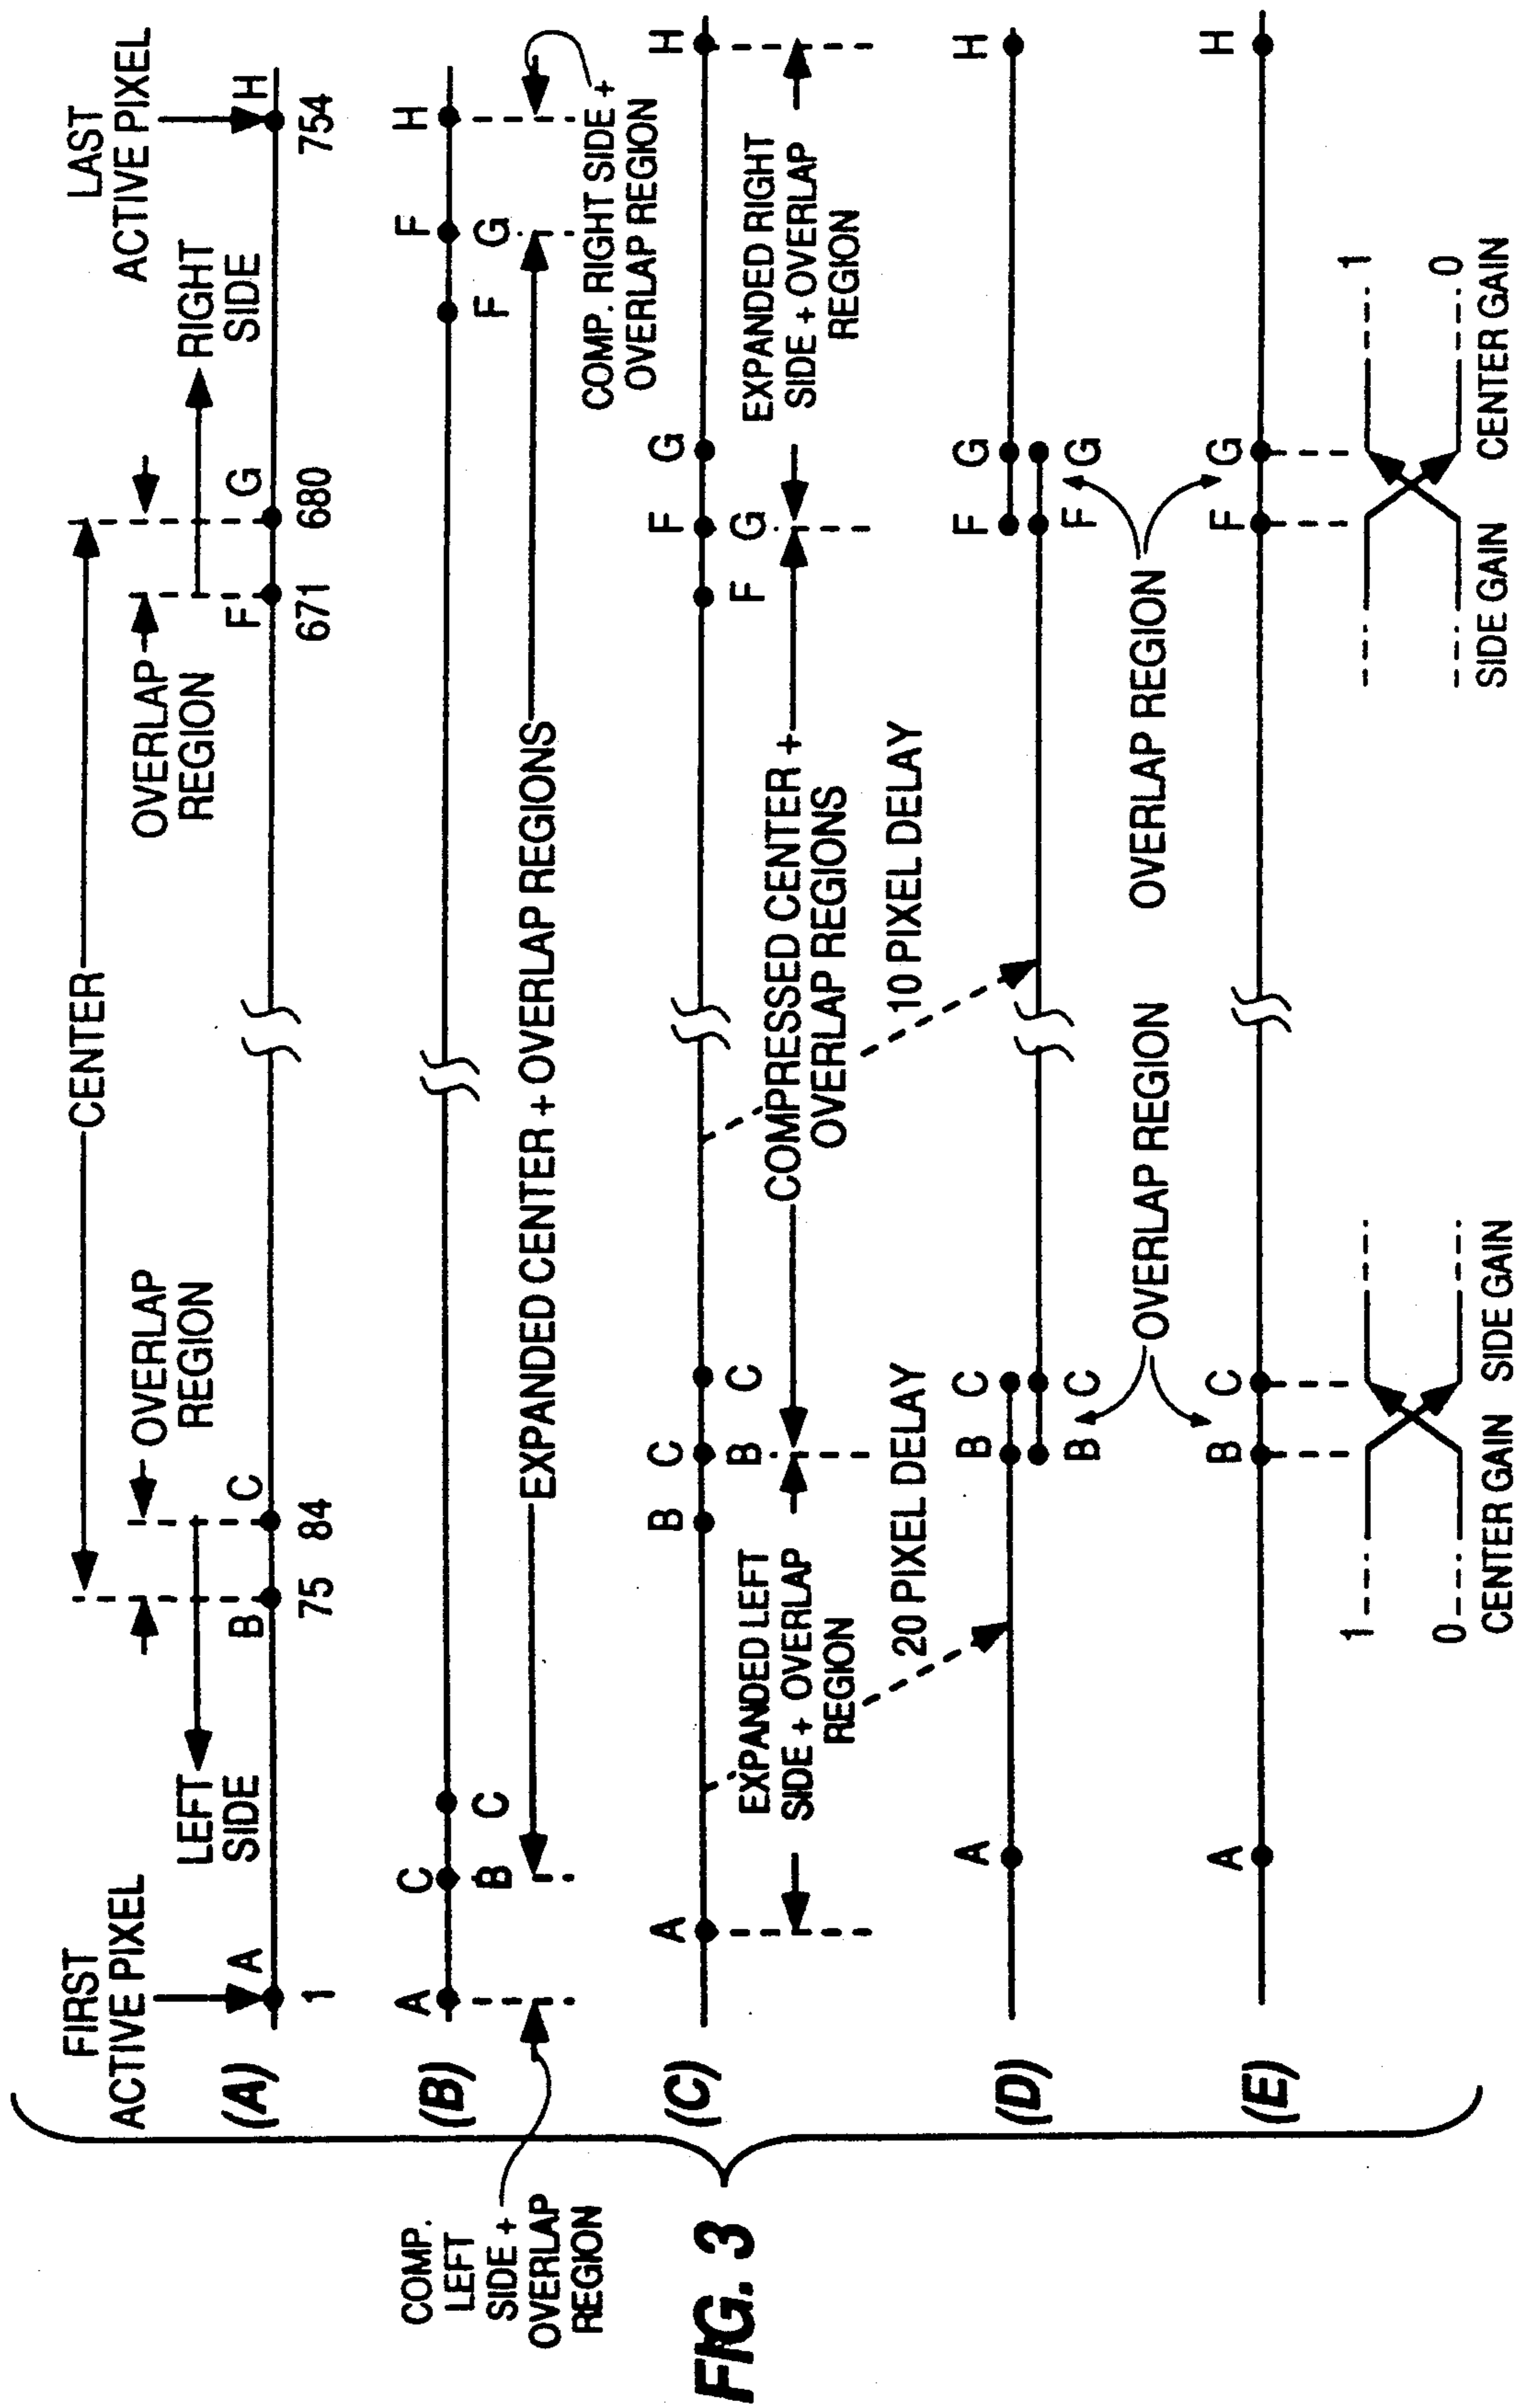 FIRST
ACTIVE PIXEL
LAST
ACTIVE PIXEL
CENTER
OVERLAP
REGION
OVERLAP
REGION
LEFT
SIDE
RIGHT
SIDE
(A)
A B C F G H
1 75 84 671 680 754
(B)
A C F H
B C F G
COMP.
LEFT
SIDE +
OVERLAP
REGION
EXPANDED CENTER + OVERLAP REGIONS
COMP. RIGHT SIDE +
OVERLAP REGION
(C)
A B C F G H
B C F G
EXPANDED LEFT
SIDE + OVERLAP
REGION
COMPRESSED CENTER +
OVERLAP REGIONS
EXPANDED RIGHT
SIDE + OVERLAP
REGION
20 PIXEL DELAY
10 PIXEL DELAY
(D)
A B C F G H
B C F G
OVERLAP REGION
OVERLAP REGION
(E)
A B C F G H
1
0
1
0
CENTER GAIN SIDE GAIN
SIDE GAIN CENTER GAIN
FIG. 3